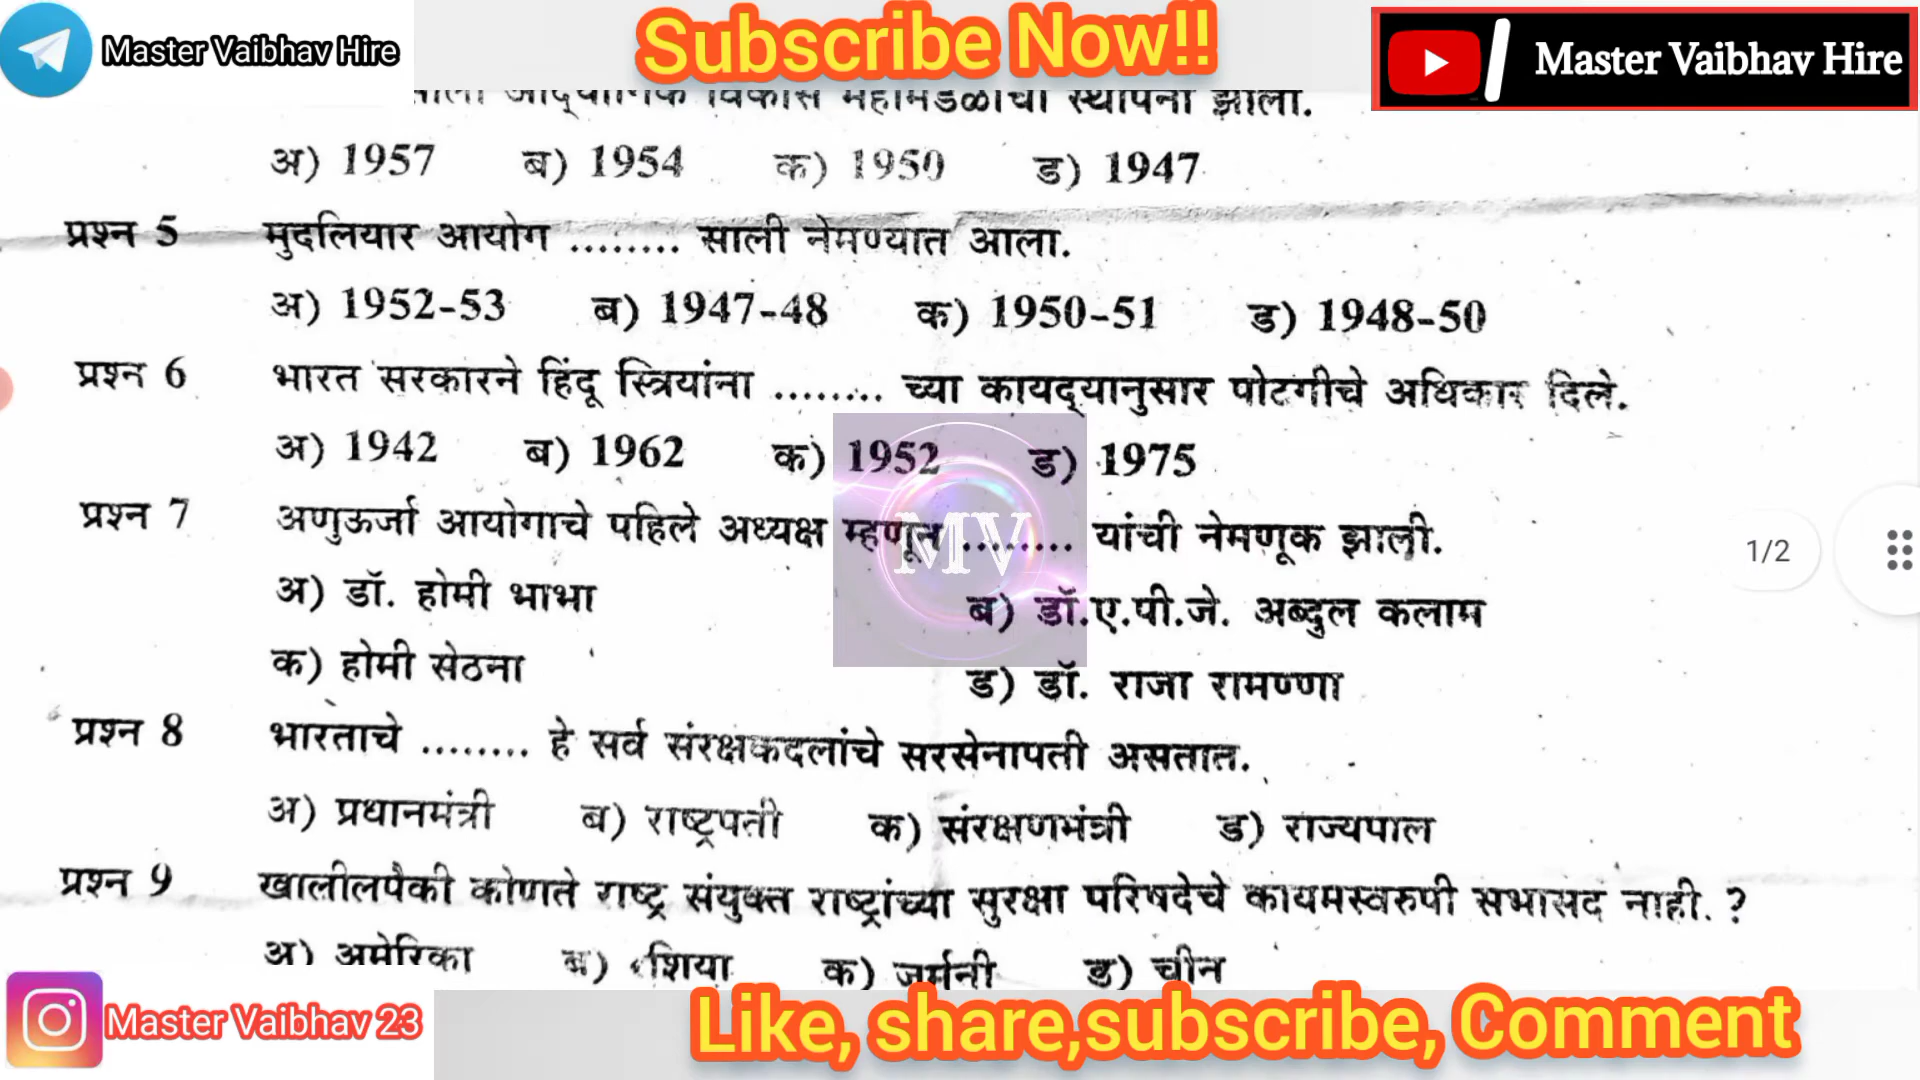 Master Vaibhav Hire
Subscribe Now!!
Master Vaibhav Hire
विकास महामंडळाची स्थापना झाली.
अ) 1957 ब) 1954 क) 1950 ड) 1947
प्रश्न 5 मुदलियार आयोग ........ साली नेमण्यात आला.
अ) 1952-53 ब) 1947-48 क) 1950-51 ड) 1948-50
प्रश्न 6 भारत सरकारने हिंदू स्त्रियांना ........ च्या कायद्यानुसार पोटगीचे अधिकार दिले.
अ) 1942 ब) 1962 क) 1952 ड) 1975
प्रश्न 7 अणुऊर्जा आयोगाचे पहिले अध्यक्ष म्हणून ........ यांची नेमणूक झाली.
MV
1/2
अ) डॉ. होमी भाभा ब) डॉ.ए.पी.जे. अब्दुल कलाम
क) होमी सेठना ड) डॉ. राजा रामण्णा
प्रश्न 8 भारताचे ........ हे सर्व संरक्षकदलांचे सरसेनापती असतात.
अ) प्रधानमंत्री ब) राष्ट्रपती क) संरक्षणमंत्री ड) राज्यपाल
प्रश्न 9 खालीलपैकी कोणते राष्ट्र संयुक्त राष्ट्रांच्या सुरक्षा परिषदेचे कायमस्वरुपी सभासद नाही. ?
अ) अमेरिका ब) रशिया क) जर्मनी ड) चीन
Master Vaibhav 23
Like, share,subscribe, Comment